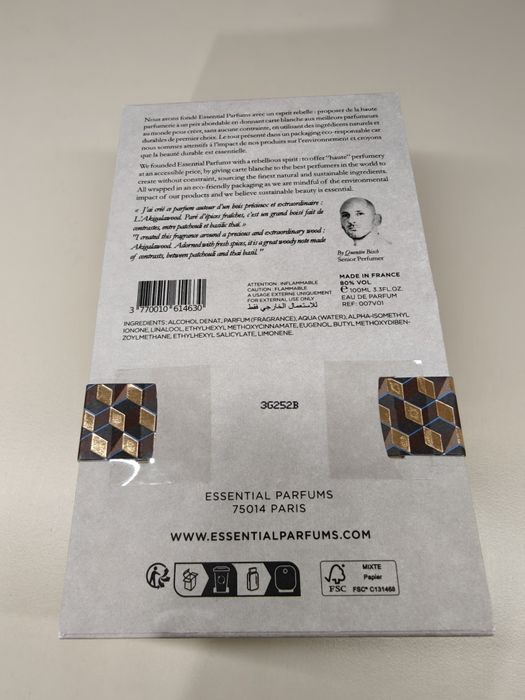 Nous avons fondé Essential Parfums avec un esprit rebelle : proposer de la haute
parfumerie à un prix abordable en donnant carte blanche aux meilleurs parfumeurs
au monde pour créer, sans aucune contrainte, en utilisant des ingrédients naturels et
durables de premier choix. Le tout présenté dans un packaging éco-responsable car
nous sommes attentifs à l'impact de nos produits sur l'environnement et croyons
que la beauté durable est essentielle.
We founded Essential Parfums with a rebellious spirit : to offer "haute" perfumery
at an accessible price, by giving carte blanche to the best perfumers in the world to
create without constraint, sourcing the finest natural and sustainable ingredients.
All wrapped in an eco-friendly packaging as we are mindful of the environmental
impact of our products and we believe sustainable beauty is essential.
« J'ai créé ce parfum autour d'un bois précieux et extraordinaire :
L'Akigalawood. Paré d'épices fraîches, c'est un grand boisé fait de
contrastes, entre patchouli et basilic thaï. »
"I created this fragrance around a precious and extraordinary wood :
Akigalawood. Adorned with fresh spices, it is a great woody note made
of contrasts, between patchouli and thai basil."
By Quentin Bisch
Senior Perfumer
3 770010 614630
ATTENTION : INFLAMMABLE
CAUTION : FLAMMABLE
A USAGE EXTERNE UNIQUEMENT
FOR EXTERNAL USE ONLY
للاستعمال الخارجي فقط
MADE IN FRANCE
80% VOL
℮ 100ML 3.3FL.OZ.
EAU DE PARFUM
REF: 007V01
INGREDIENTS: ALCOHOL DENAT., PARFUM (FRAGRANCE), AQUA (WATER), ALPHA-ISOMETHYL
IONONE, LINALOOL, ETHYLHEXYL METHOXYCINNAMATE, EUGENOL, BUTYL METHOXYDIBEN-
ZOYLMETHANE, ETHYLHEXYL SALICYLATE, LIMONENE.
3G252B
ESSENTIAL PARFUMS
75014 PARIS
WWW.ESSENTIALPARFUMS.COM
FSC
MIXTE
Papier
FSC® C131468